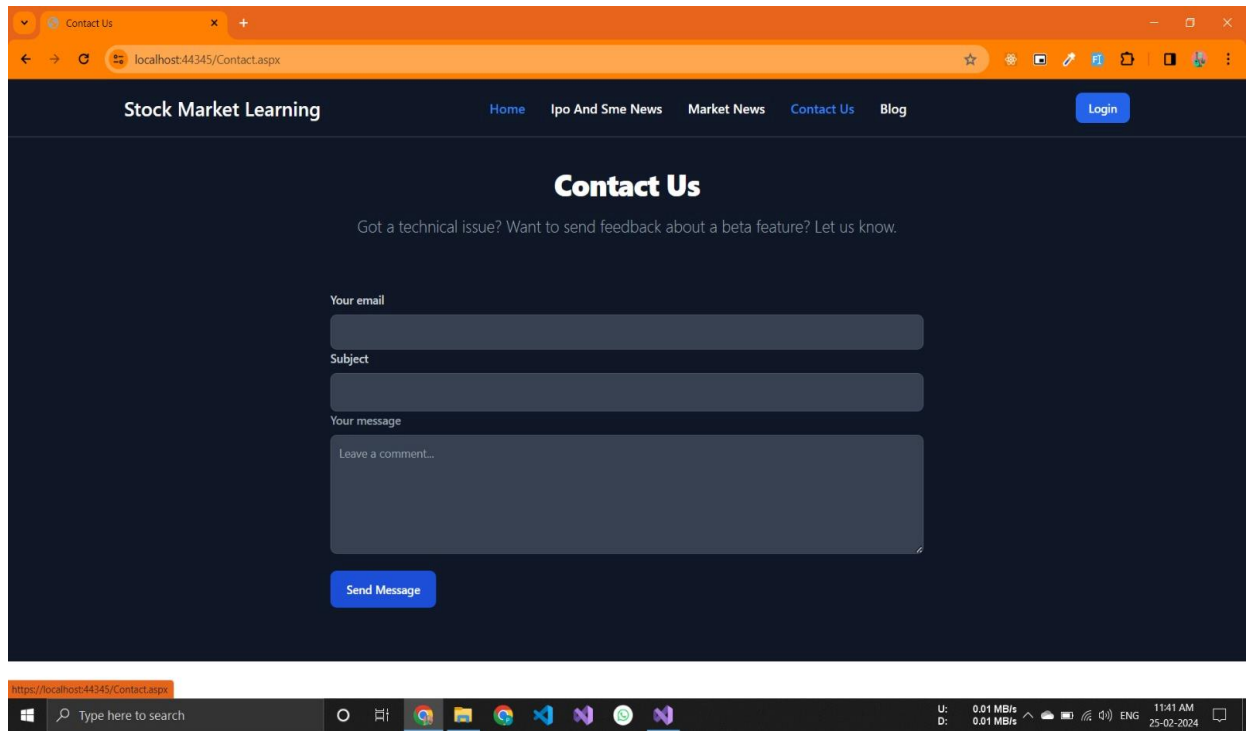 Contact Us
localhost:44345/Contact.aspx
Stock Market Learning
Home Ipo And Sme News Market News Contact Us Blog
Login
Contact Us
Got a technical issue? Want to send feedback about a beta feature? Let us know.
Your email
Subject
Your message
Leave a comment...
Send Message
https://localhost:44345/Contact.aspx
Type here to search
U: 0.01 MB/s
D: 0.01 MB/s
ENG
11:41 AM
25-02-2024